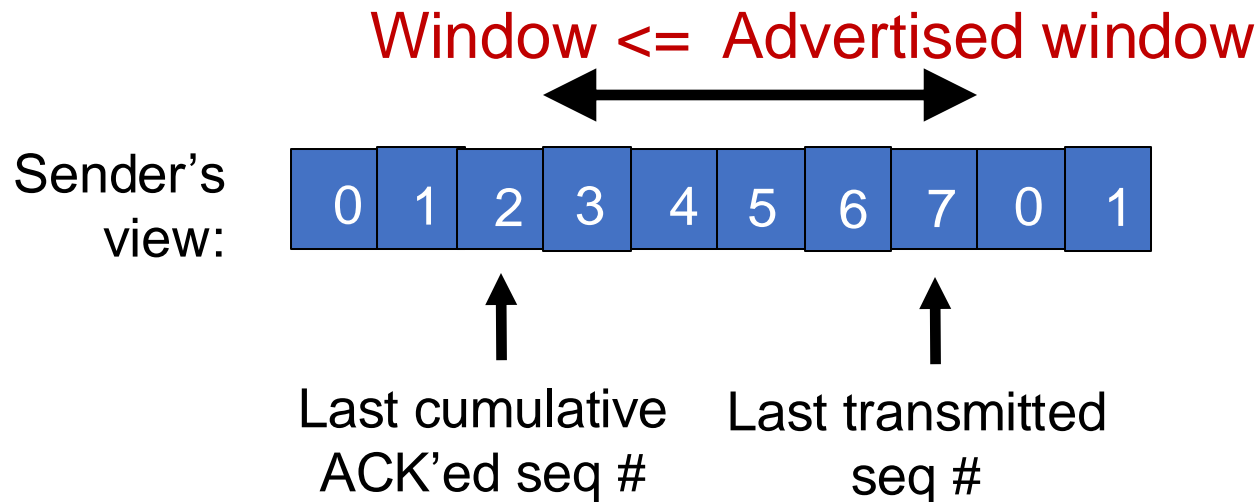 Window <= Advertised window
Sender’s
view:
0 1 2 3 4 5 6 7 0 1
Last cumulative
ACK’ed seq #
Last transmitted
seq #